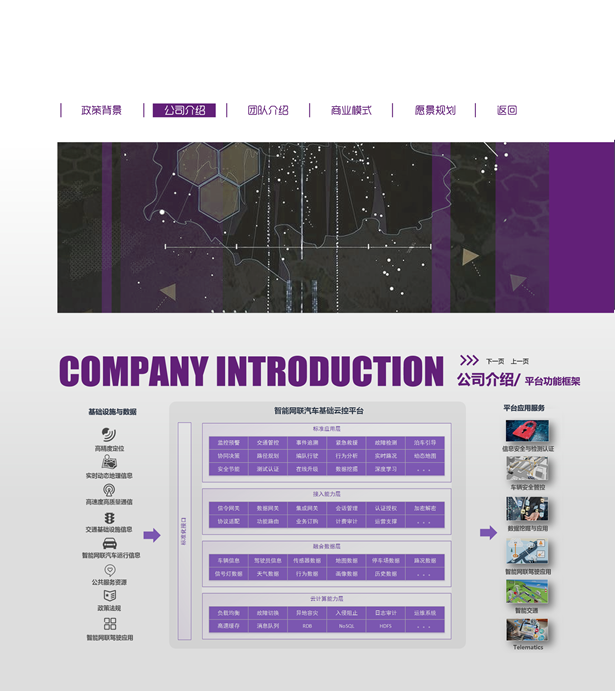 政策背景 公司介绍 团队介绍 商业模式 愿景规划 返回
COMPANY INTRODUCTION
下一页 上一页
公司介绍/ 平台功能框架
基础设施与数据
高精度定位
实时动态地理信息
高速度高质量通信
交通基础设施信息
智能网联汽车运行信息
公共服务资源
政策法规
智能网联驾驶应用
智能网联汽车基础云控平台
标准化接口
标准应用层
监控预警 交通管控 事件追溯 紧急救援 故障检测 泊车引导
协同决策 路径规划 编队行驶 行为分析 实时路况 动态地图
安全节能 测试认证 在线升级 数据挖掘 深度学习 . . .
接入能力层
信令网关 数据网关 集成网关 会话管理 认证授权 加密解密
协议适配 功能路由 业务订购 计费审计 运营支撑 . . .
融合数据层
车辆信息 驾驶员信息 传感器数据 地图数据 停车场数据 路况数据
信号灯数据 天气数据 行为数据 画像数据 历史数据 . . .
云计算能力层
负载均衡 故障切换 异地容灾 入侵阻止 日志审计 运维系统
高速缓存 消息队列 RDB NoSQL HDFS . . .
平台应用服务
信息安全与检测认证
车辆安全管控
数据挖掘与应用
智能网联驾驶应用
智能交通
Telematics